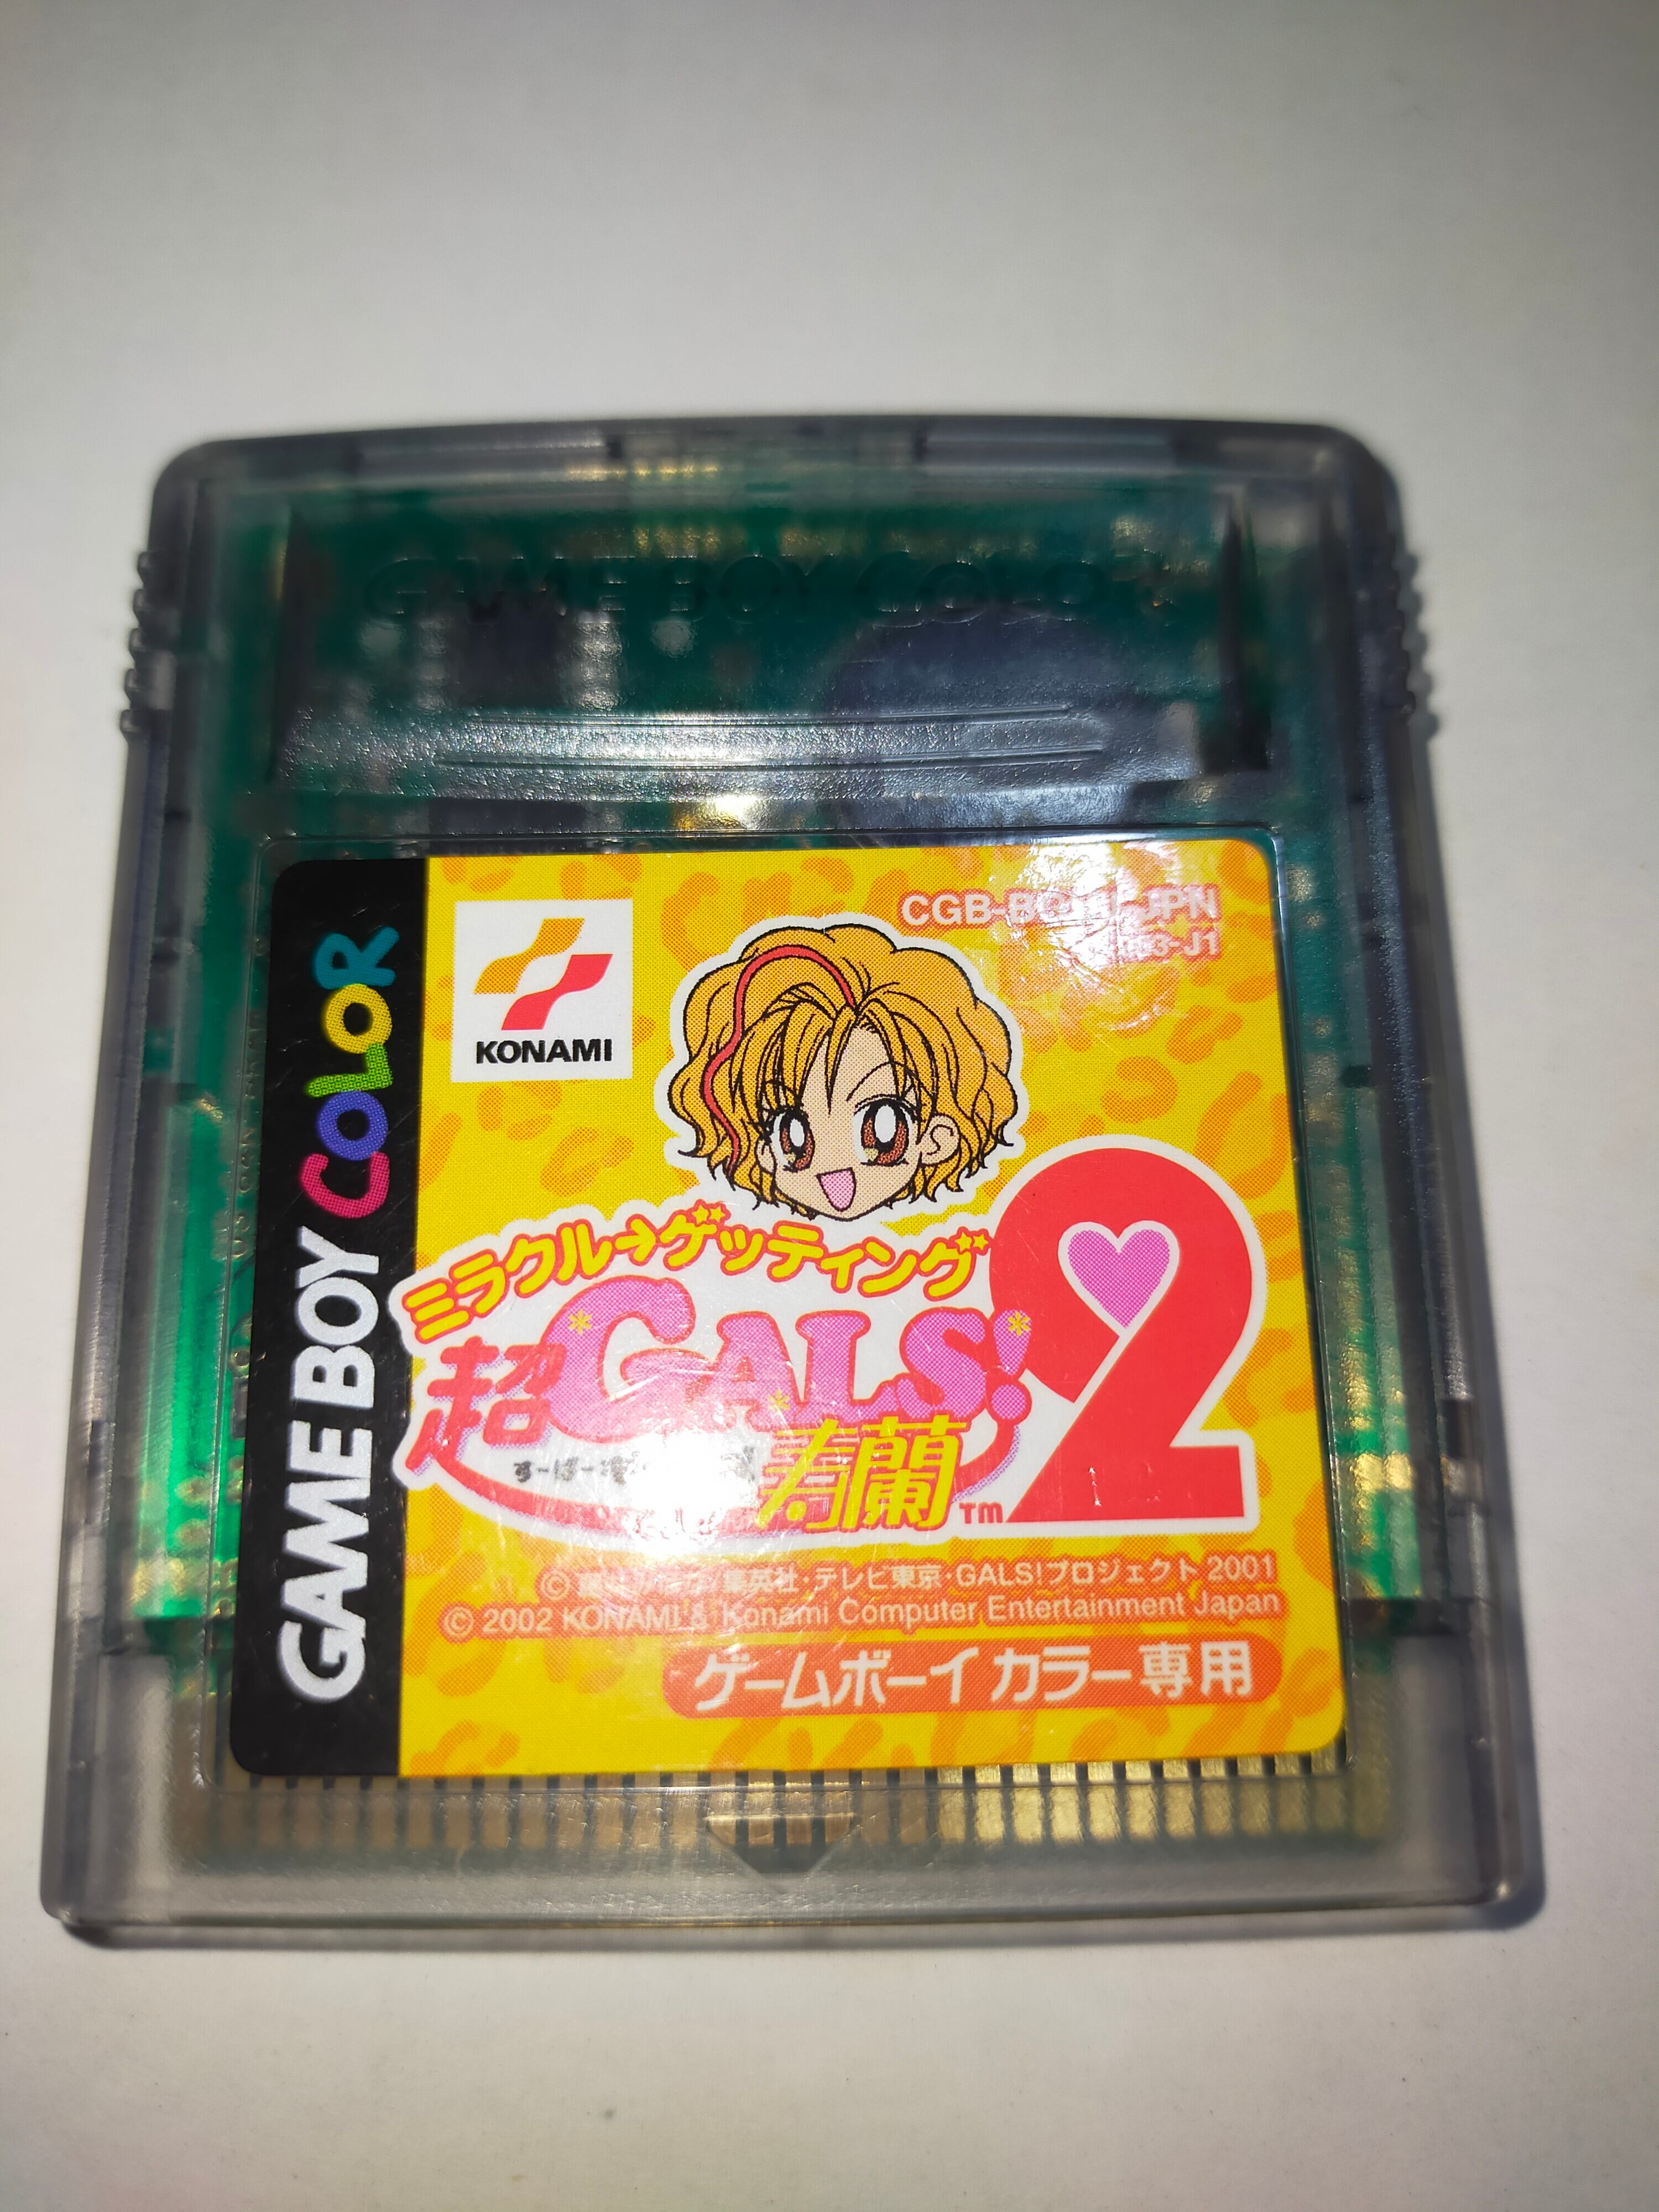 GAME BOY COLOR
GAME BOY COLOR
KONAMI
ミラクル→ゲッティング
超GALS!
寿蘭
2
TM
集英社・テレビ東京・GALS!プロジェクト 2001
© 2002 KONAMI & Konami Computer Entertainment Japan
ゲームボーイ カラー専用